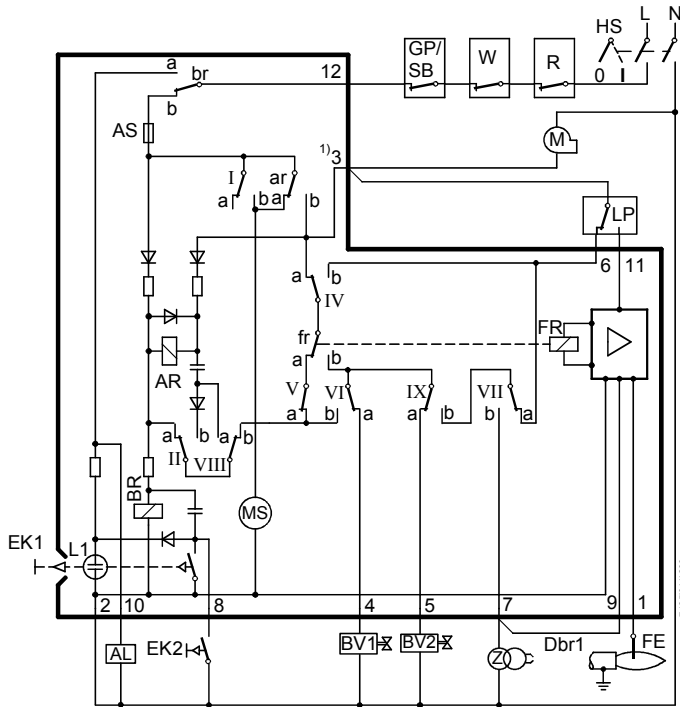 HS L N
GP/
SB
W
R
0 I
a
br
12
b
AS
1) 3
M
I
ar
a
b
a
b
LP
6 11
a
b
IV
fr
FR
a
b
AR
V
VI
IX
VII
a
b
a
a
b
b
a
a
b
a
b
II
VIII
BR
MS
EK1
L1
2 10 8 4 5 7 9 1
AL
EK2
BV1
BV2
Z
Dbr1
FE